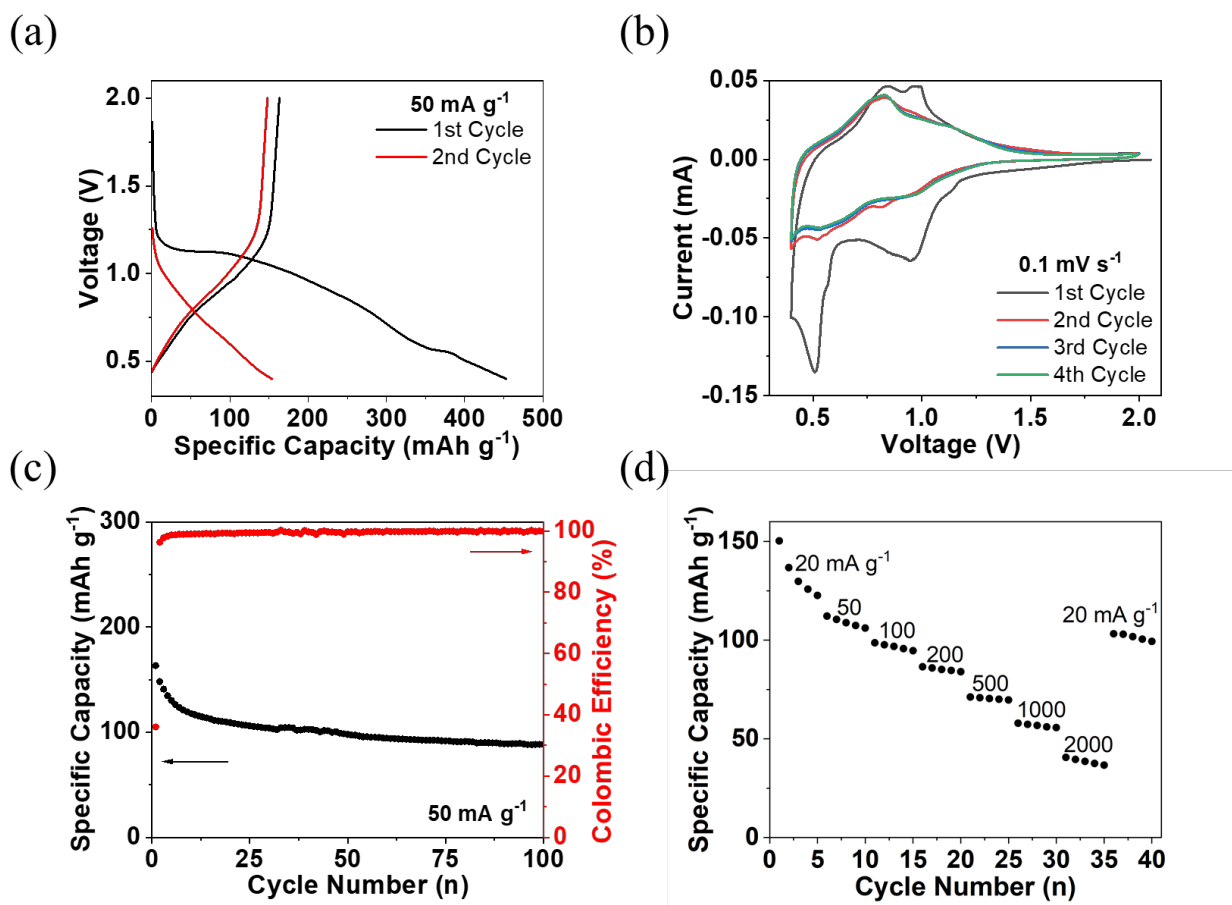 (a)
2.0
1.5
1.0
0.5
Voltage (V)
50 mA g⁻¹
1st Cycle
2nd Cycle
0 100 200 300 400 500
Specific Capacity (mAh g⁻¹)
(b)
0.05
0.00
-0.05
-0.10
-0.15
Current (mA)
0.1 mV s⁻¹
1st Cycle
2nd Cycle
3rd Cycle
4th Cycle
0.5 1.0 1.5 2.0
Voltage (V)
(c)
300
200
100
0
Specific Capacity (mAh g⁻¹)
100
80
60
40
20
0
Colombic Efficiency (%)
50 mA g⁻¹
0 25 50 75 100
Cycle Number (n)
(d)
150
100
50
0
Specific Capacity (mAh g⁻¹)
20 mA g⁻¹
50
100
200
500
1000
2000
20 mA g⁻¹
0 5 10 15 20 25 30 35 40
Cycle Number (n)